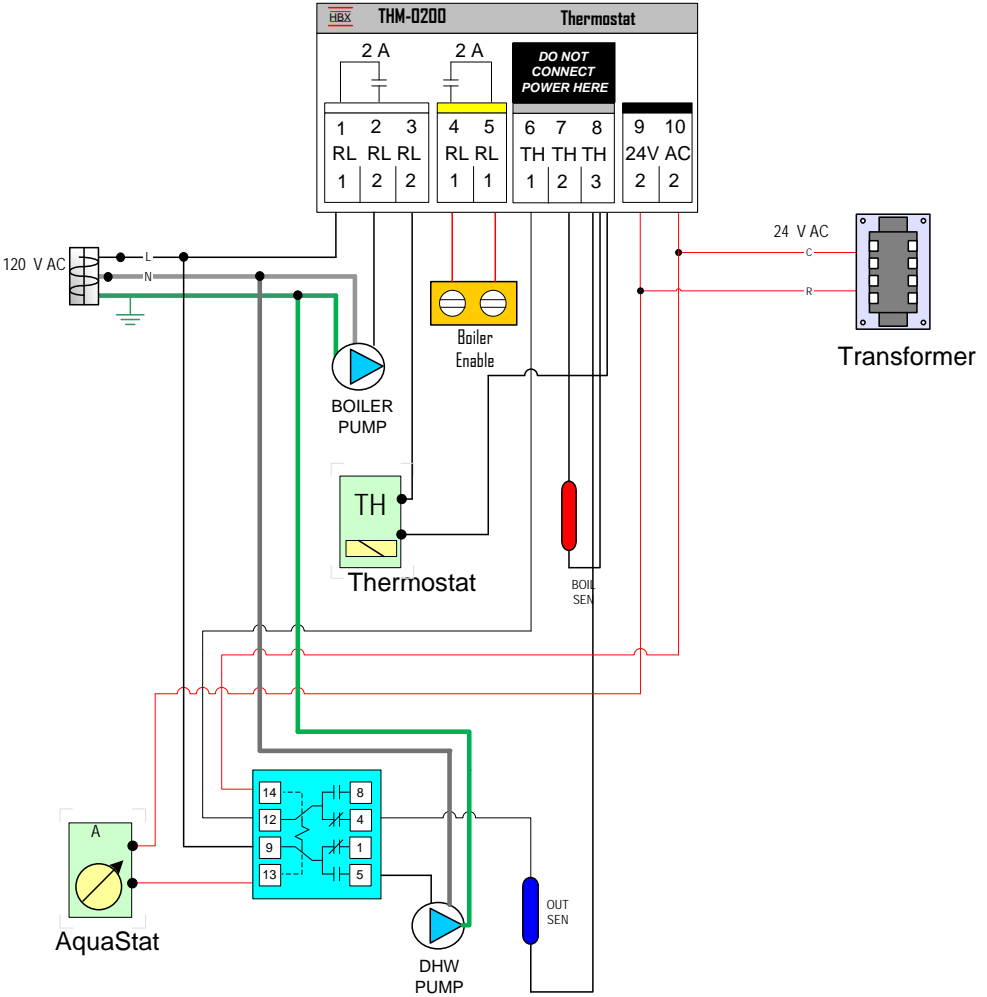 HBX THM-0200 Thermostat
2 A 2 A
DO NOT
CONNECT
POWER HERE
1 2 3 4 5 6 7 8 9 10
RL RL RL RL RL TH TH TH 24V AC
1 2 2 1 1 1 2 3 2 2
120 V AC
L
N
24 V AC
C
R
Transformer
Boiler
Enable
BOILER
PUMP
TH
Thermostat
BOIL
SEN
14 8
12 4
9 1
13 5
A
AquaStat
OUT
SEN
DHW
PUMP